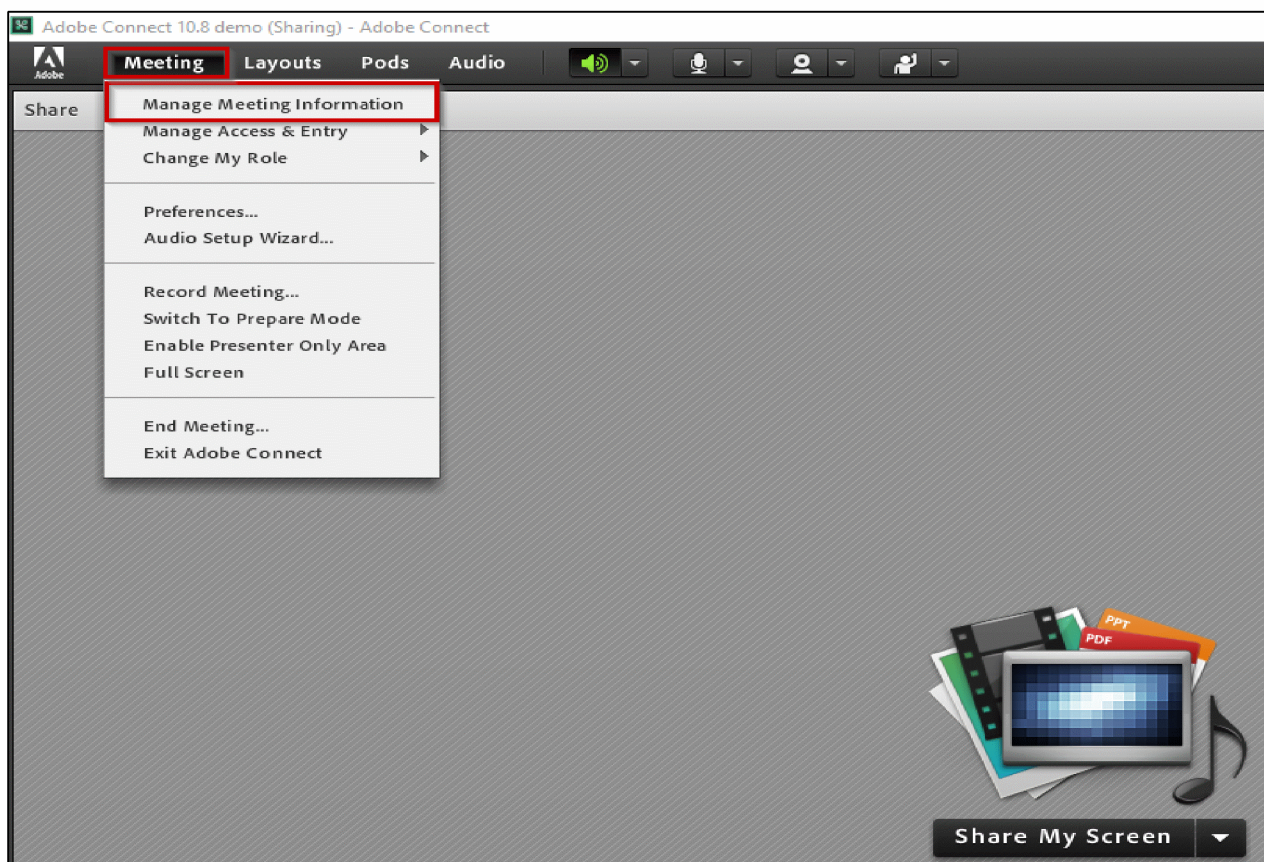 Adobe Connect 10.8 demo (Sharing) - Adobe Connect
Adobe Meeting Layouts Pods Audio
Share
Manage Meeting Information
Manage Access & Entry
Change My Role
Preferences...
Audio Setup Wizard...
Record Meeting...
Switch To Prepare Mode
Enable Presenter Only Area
Full Screen
End Meeting...
Exit Adobe Connect
PPT
PDF
Share My Screen